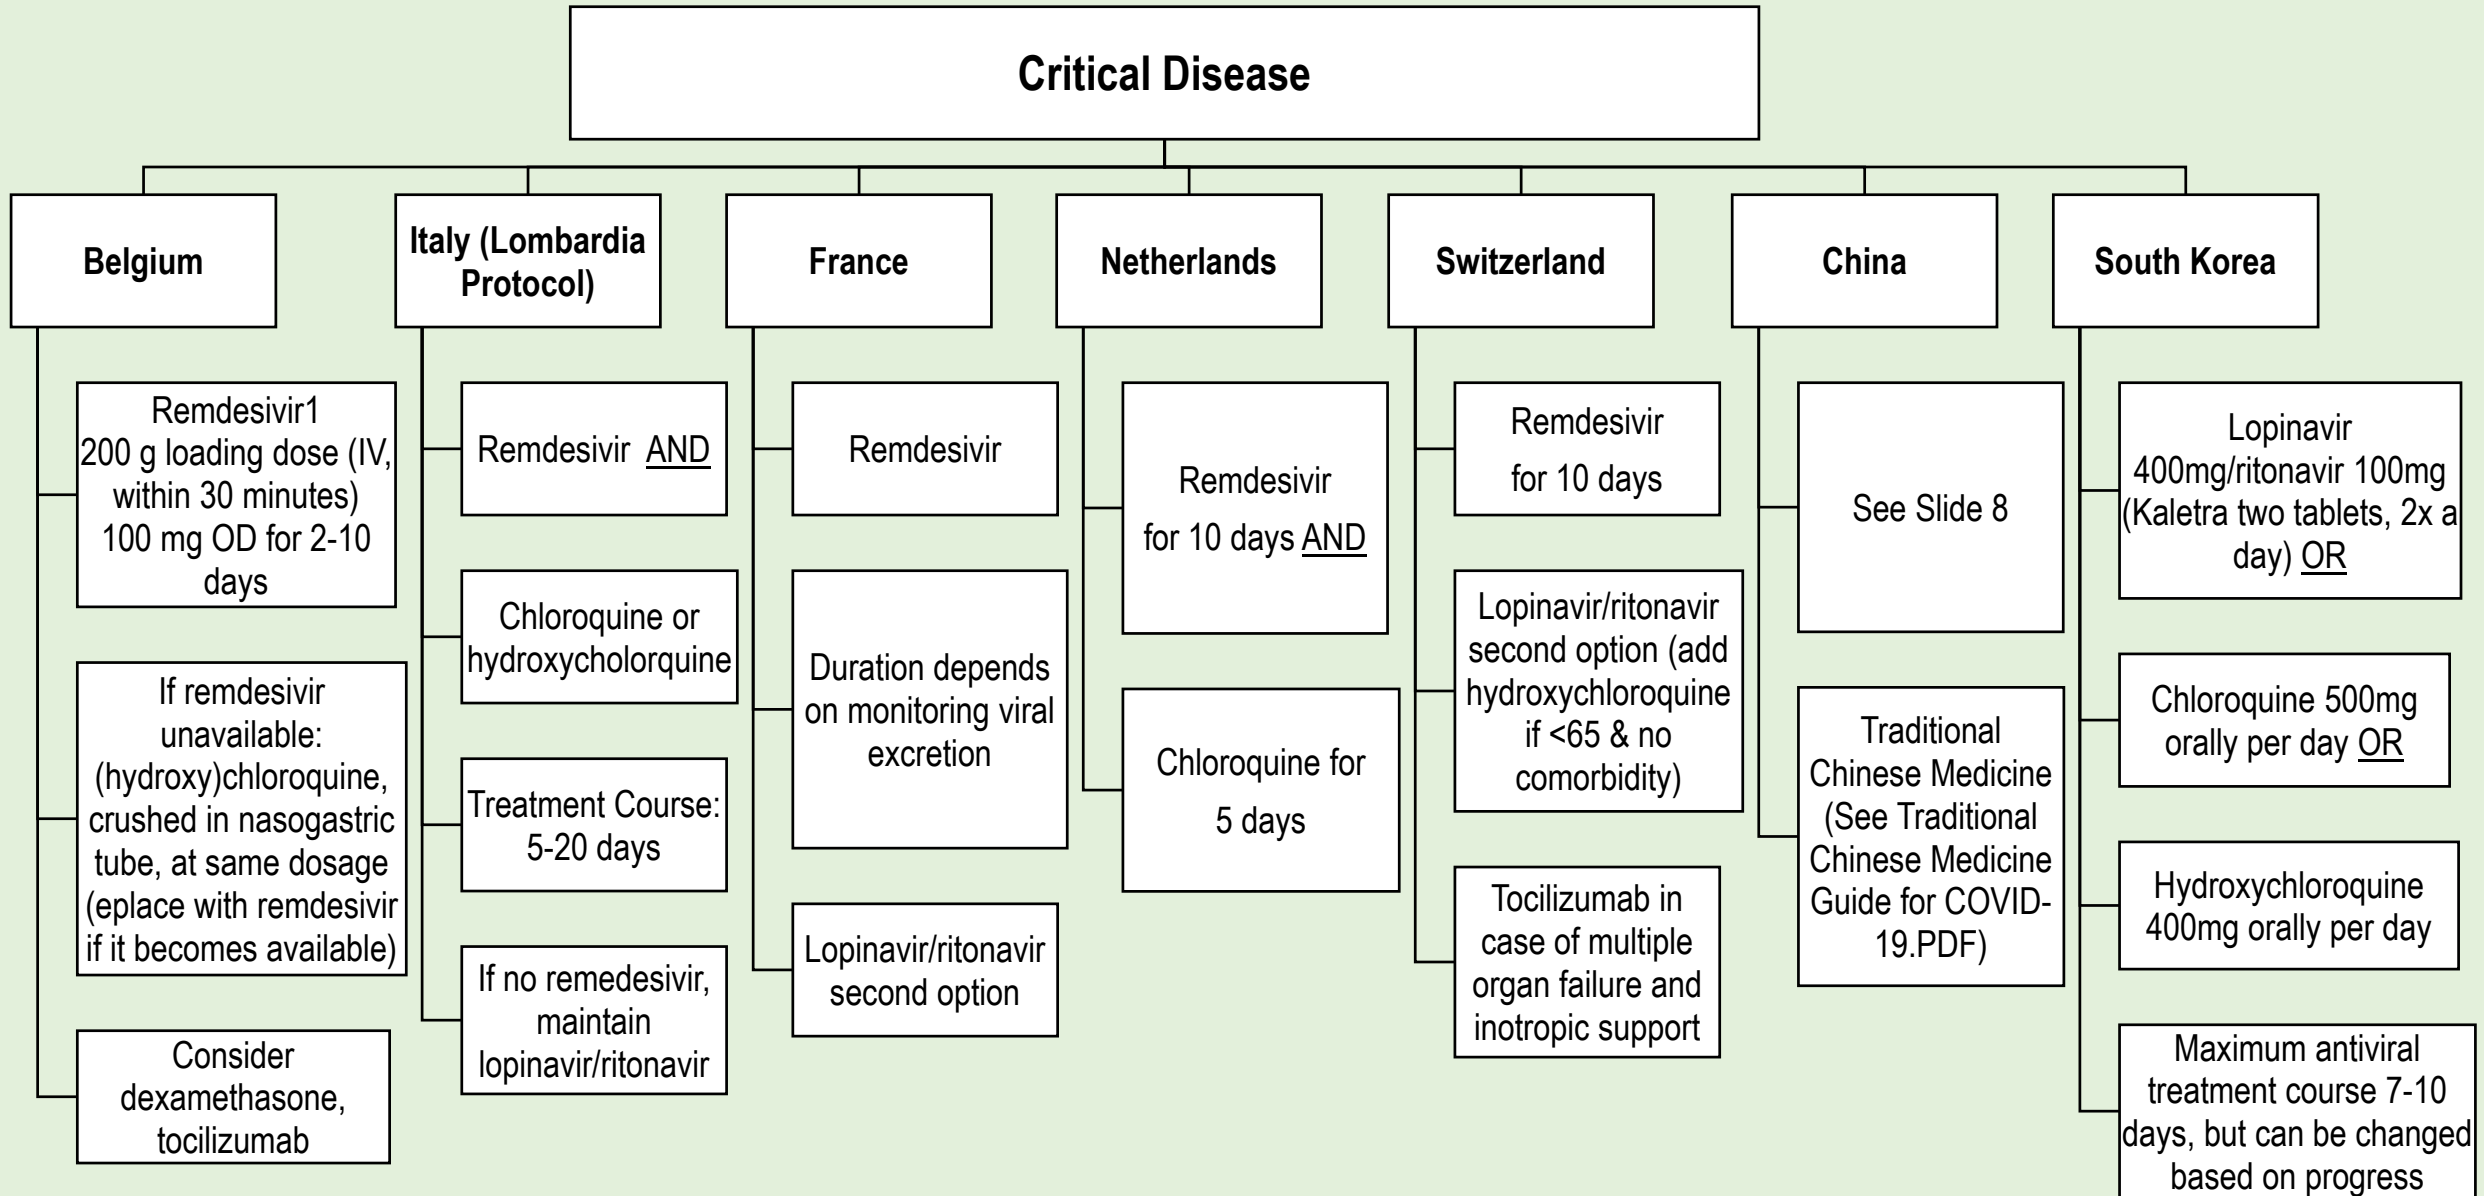 Critical Disease
Belgium
Remdesivir1
200 g loading dose (IV,
within 30 minutes)
100 mg OD for 2-10
days
If remdesivir
unavailable:
(hydroxy)chloroquine,
crushed in nasogastric
tube, at same dosage
(eplace with remdesivir
if it becomes available)
Consider
dexamethasone,
tocilizumab
Italy (Lombardia
Protocol)
Remdesivir AND
Chloroquine or
hydroxycholorquine
Treatment Course:
5-20 days
If no remedesivir,
maintain
lopinavir/ritonavir
France
Remdesivir
Duration depends
on monitoring viral
excretion
Lopinavir/ritonavir
second option
Netherlands
Remdesivir
for 10 days AND
Chloroquine for
5 days
Switzerland
Remdesivir
for 10 days
Lopinavir/ritonavir
second option (add
hydroxychloroquine
if <65 & no
comorbidity)
Tocilizumab in
case of multiple
organ failure and
inotropic support
China
See Slide 8
Traditional
Chinese Medicine
(See Traditional
Chinese Medicine
Guide for COVID-
19.PDF)
South Korea
Lopinavir
400mg/ritonavir 100mg
(Kaletra two tablets, 2x a
day) OR
Chloroquine 500mg
orally per day OR
Hydroxychloroquine
400mg orally per day
Maximum antiviral
treatment course 7-10
days, but can be changed
based on progress